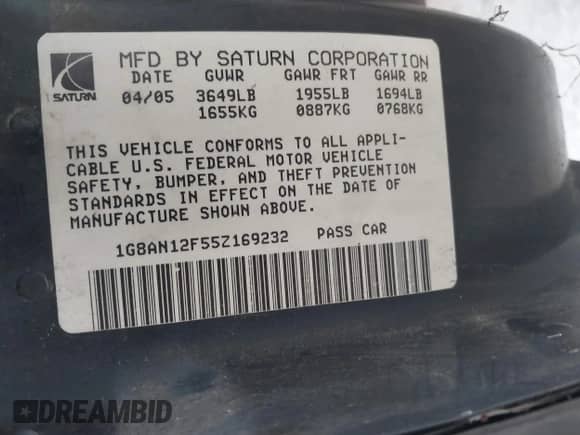 MFD BY SATURN CORPORATION
DATE GVWR GAWR FRT GAWR RR
SATURN 04/05 3649LB 1955LB 1694LB
1655KG 0887KG 0768KG
THIS VEHICLE CONFORMS TO ALL APPLI-
CABLE U.S. FEDERAL MOTOR VEHICLE
SAFETY, BUMPER, AND THEFT PREVENTION
STANDARDS IN EFFECT ON THE DATE OF
MANUFACTURE SHOWN ABOVE.
1G8AN12F55Z169232 PASS CAR
DREAMBID